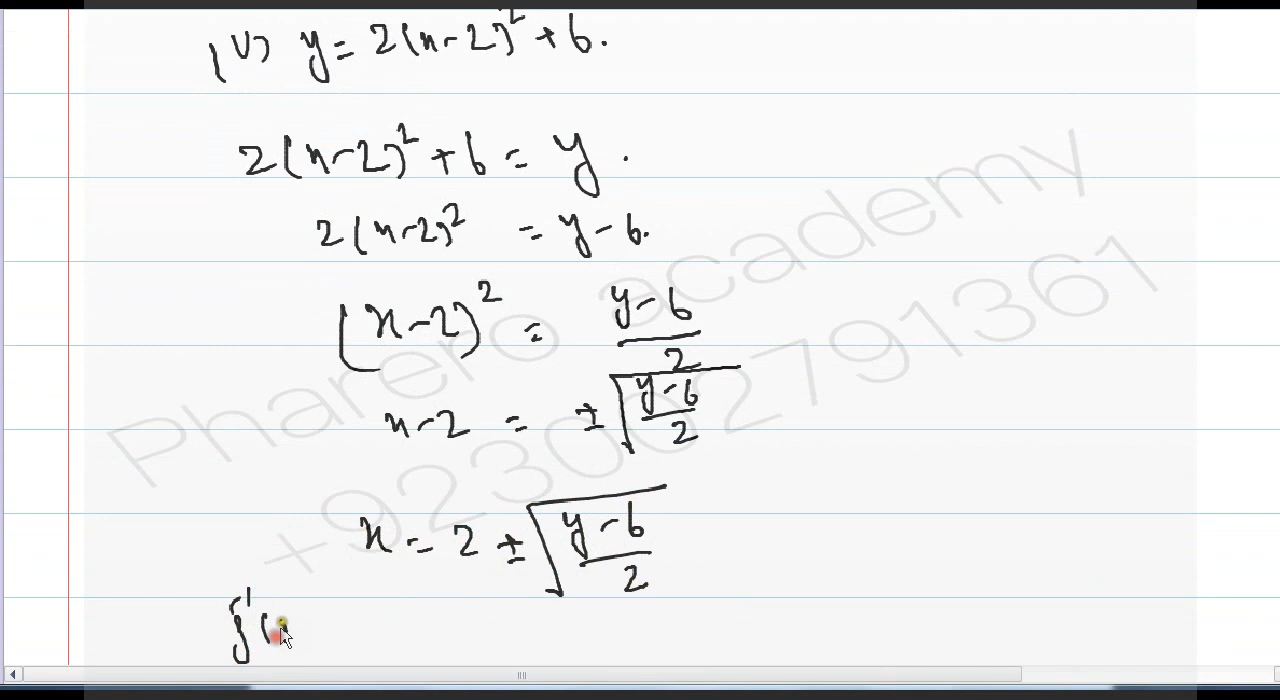 (V) y = 2(x-2)² + 6.
2(x-2)² + 6 = y.
2(x-2)² = y - 6.
(x-2)² = (y-6)/2
x-2 = ±√((y-6)/2)
x = 2 ± √((y-6)/2)
f⁻¹(
Pharero academy
+923002791361